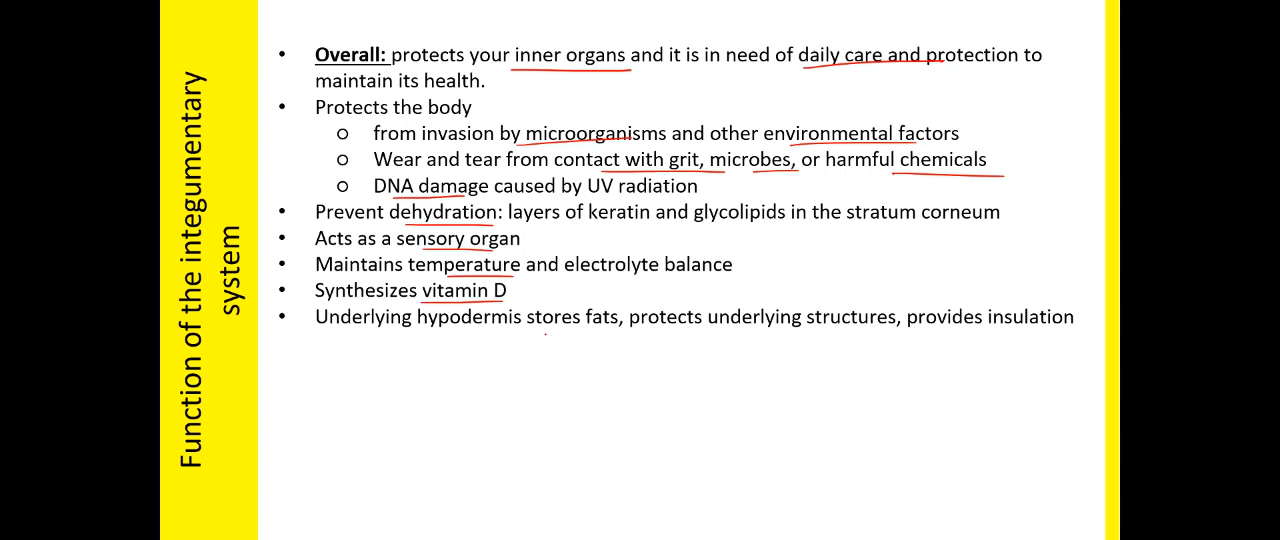 Function of the integumentary
system
• Overall: protects your inner organs and it is in need of daily care and protection to
maintain its health.
• Protects the body
o from invasion by microorganisms and other environmental factors
o Wear and tear from contact with grit, microbes, or harmful chemicals
o DNA damage caused by UV radiation
• Prevent dehydration: layers of keratin and glycolipids in the stratum corneum
• Acts as a sensory organ
• Maintains temperature and electrolyte balance
• Synthesizes vitamin D
• Underlying hypodermis stores fats, protects underlying structures, provides insulation